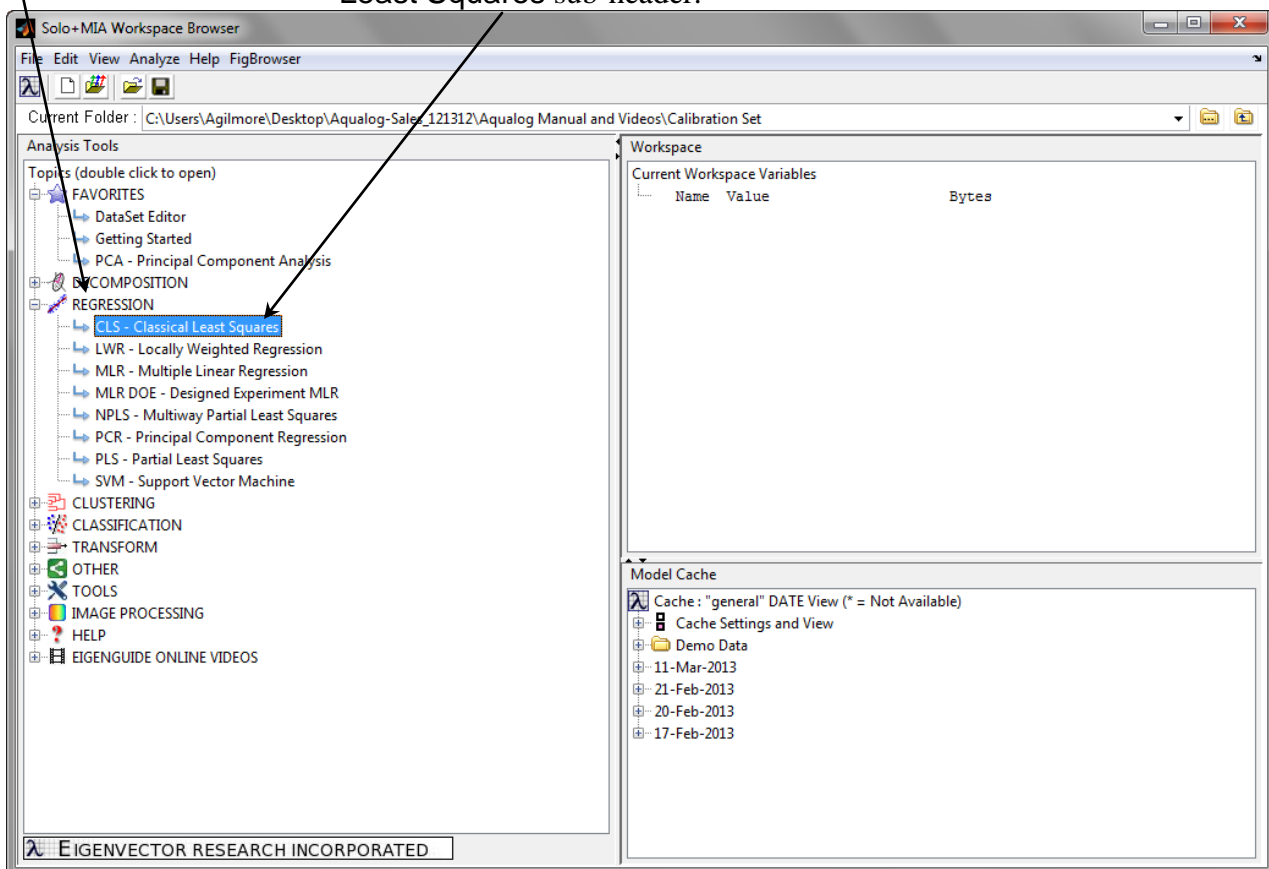 Least Squares sub-header.
Solo+MIA Workspace Browser
File Edit View Analyze Help FigBrowser
Current Folder : C:\Users\Agilmore\Desktop\Aqualog-Sales_121312\Aqualog Manual and Videos\Calibration Set
Analysis Tools
Topics (double click to open)
FAVORITES
DataSet Editor
Getting Started
PCA - Principal Component Analysis
DECOMPOSITION
REGRESSION
CLS - Classical Least Squares
LWR - Locally Weighted Regression
MLR - Multiple Linear Regression
MLR DOE - Designed Experiment MLR
NPLS - Multiway Partial Least Squares
PCR - Principal Component Regression
PLS - Partial Least Squares
SVM - Support Vector Machine
CLUSTERING
CLASSIFICATION
TRANSFORM
OTHER
TOOLS
IMAGE PROCESSING
HELP
EIGENGUIDE ONLINE VIDEOS
λ EIGENVECTOR RESEARCH INCORPORATED
Workspace
Current Workspace Variables
Name Value Bytes
Model Cache
Cache : "general" DATE View (* = Not Available)
Cache Settings and View
Demo Data
11-Mar-2013
21-Feb-2013
20-Feb-2013
17-Feb-2013